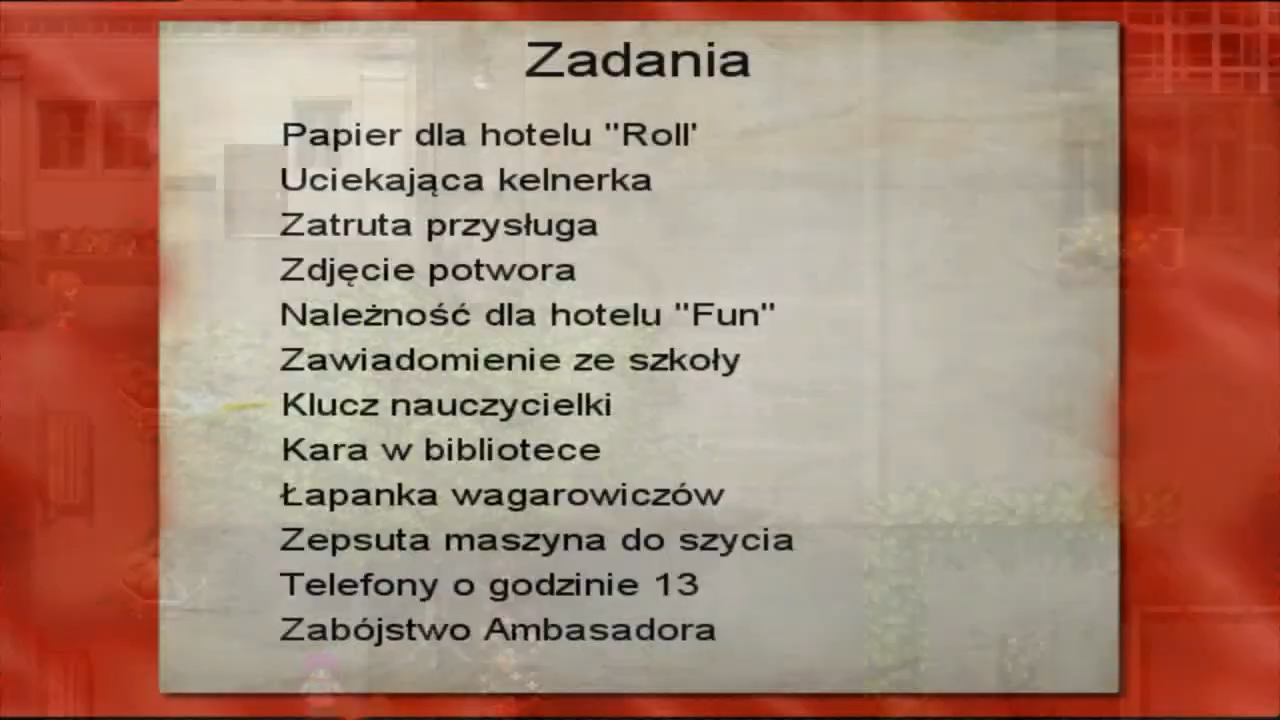 Zadania
Papier dla hotelu "Roll'
Uciekająca kelnerka
Zatruta przysługa
Zdjęcie potwora
Należność dla hotelu "Fun"
Zawiadomienie ze szkoły
Klucz nauczycielki
Kara w bibliotece
Łapanka wagarowiczów
Zepsuta maszyna do szycia
Telefony o godzinie 13
Zabójstwo Ambasadora